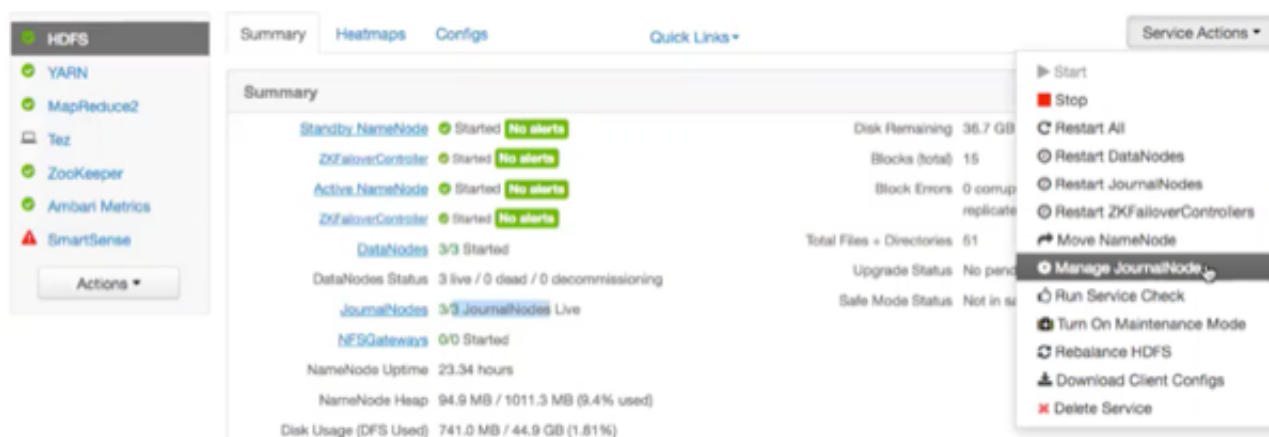 HDFS
YARN
MapReduce2
Tez
ZooKeeper
Ambari Metrics
SmartSense
Actions
Summary Heatmaps Configs Quick Links
Service Actions
Summary
Standby NameNode Started No alerts
ZKFailoverController Started No alerts
Active NameNode Started No alerts
ZKFailoverController Started No alerts
DataNodes 3/3 Started
DataNodes Status 3 live / 0 dead / 0 decommissioning
JournalNodes 3/3 JournalNodes Live
NFSGateways 0/0 Started
NameNode Uptime 23.34 hours
NameNode Heap 94.9 MB / 1011.3 MB (9.4% used)
Disk Usage (DFS Used) 741.0 MB / 44.9 GB (1.81%)
Disk Remaining 36.7 GB
Blocks (total) 15
Block Errors 0 corrup
replicate
Total Files + Directories 51
Upgrade Status No pend
Safe Mode Status Not in sa
Start
Stop
Restart All
Restart DataNodes
Restart JournalNodes
Restart ZKFailoverControllers
Move NameNode
Manage JournalNode
Run Service Check
Turn On Maintenance Mode
Rebalance HDFS
Download Client Configs
Delete Service